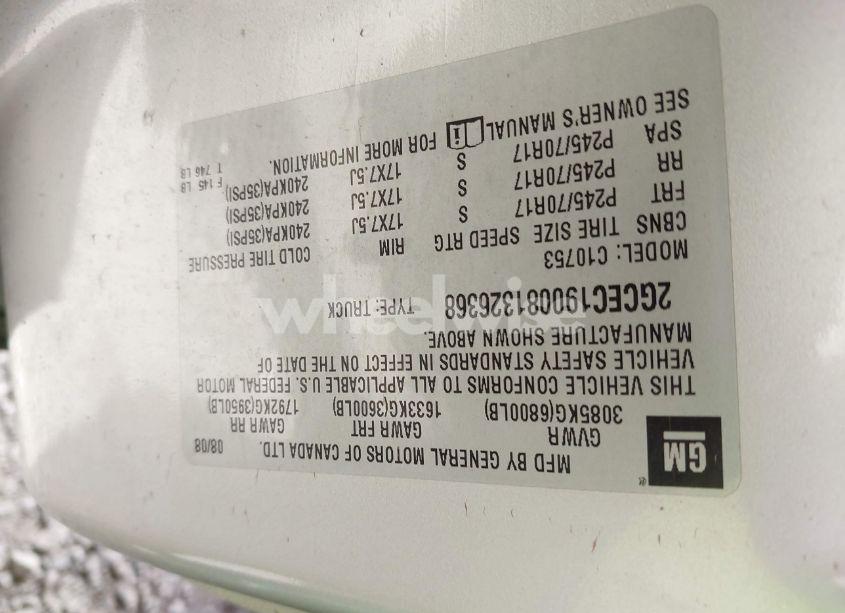 GM
MFD BY GENERAL MOTORS OF CANADA LTD. 08/08
GVWR GAWR FRT GAWR RR
3085KG(6800LB) 1633KG(3600LB) 1792KG(3950LB)
THIS VEHICLE CONFORMS TO ALL APPLICABLE U.S. FEDERAL MOTOR
VEHICLE SAFETY STANDARDS IN EFFECT ON THE DATE OF
MANUFACTURE SHOWN ABOVE.
2GCEC190081326368 TYPE: TRUCK
wheelwise
MODEL: C10753
CBNS TIRE SIZE SPEED RTG RIM COLD TIRE PRESSURE
FRT P245/70R17 S 17X7.5J 240KPA(35PSI)
RR P245/70R17 S 17X7.5J 240KPA(35PSI)
SPA P245/70R17 S 17X7.5J 240KPA(35PSI) F 145 LB
SEE OWNER'S MANUAL i FOR MORE INFORMATION. T 746 LB